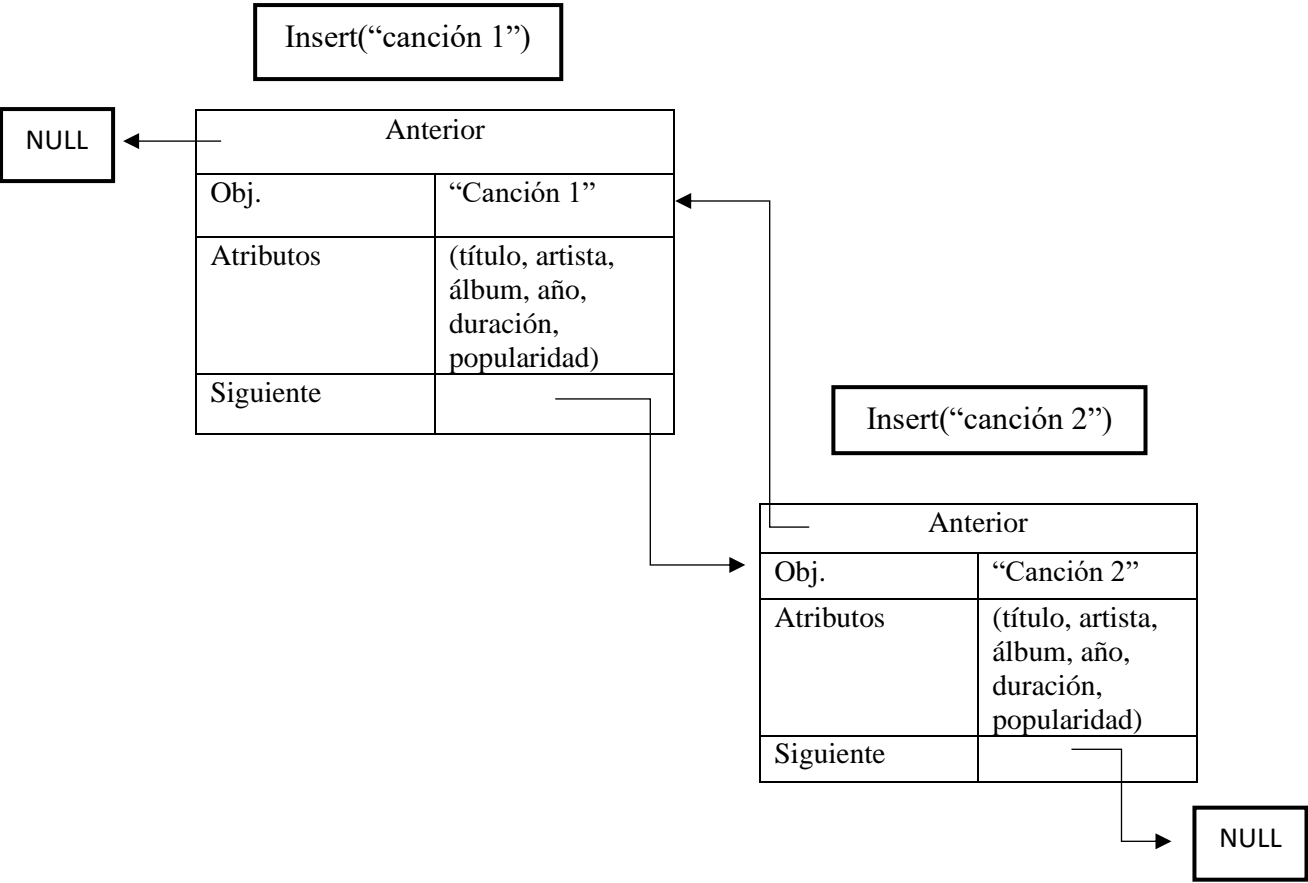 Insert(“canción 1”)
NULL
Anterior
Obj.
“Canción 1”
Atributos
(título, artista,
álbum, año,
duración,
popularidad)
Siguiente
Insert(“canción 2”)
Anterior
Obj.
“Canción 2”
Atributos
(título, artista,
álbum, año,
duración,
popularidad)
Siguiente
NULL